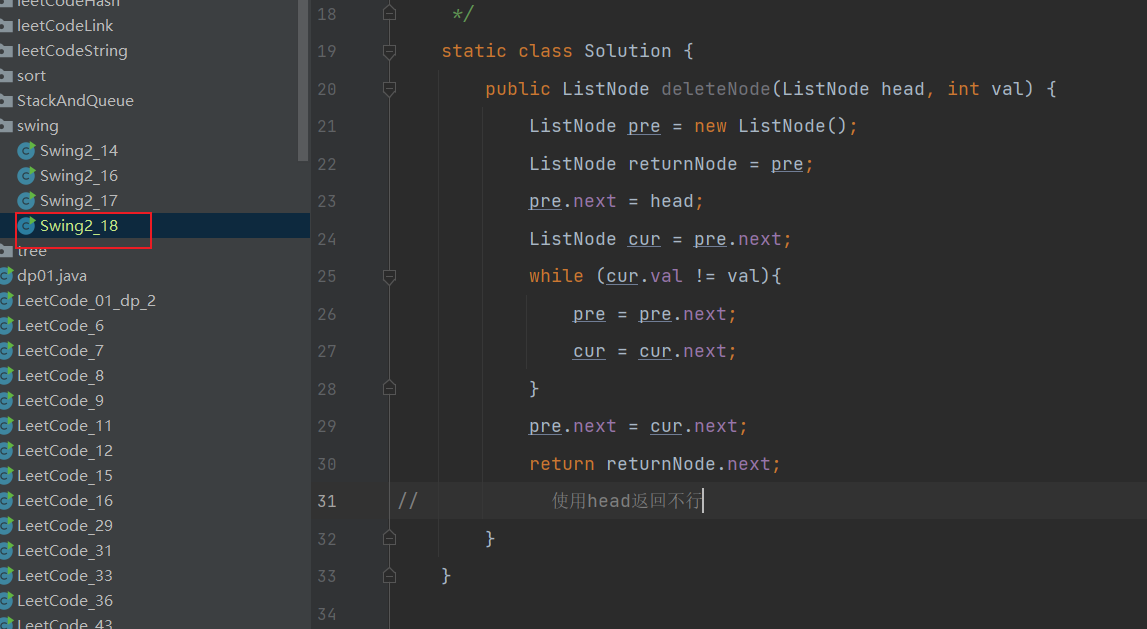 leetCodeHash
leetCodeLink
leetCodeString
sort
StackAndQueue
swing
Swing2_14
Swing2_16
Swing2_17
Swing2_18
tree
dp01.java
LeetCode_01_dp_2
LeetCode_6
LeetCode_7
LeetCode_8
LeetCode_9
LeetCode_11
LeetCode_12
LeetCode_15
LeetCode_16
LeetCode_29
LeetCode_31
LeetCode_33
LeetCode_36
LeetCode_43
18 */
19 static class Solution {
20 public ListNode deleteNode(ListNode head, int val) {
21 ListNode pre = new ListNode();
22 ListNode returnNode = pre;
23 pre.next = head;
24 ListNode cur = pre.next;
25 while (cur.val != val){
26 pre = pre.next;
27 cur = cur.next;
28 }
29 pre.next = cur.next;
30 return returnNode.next;
31 // 使用head返回不行
32 }
33 }
34